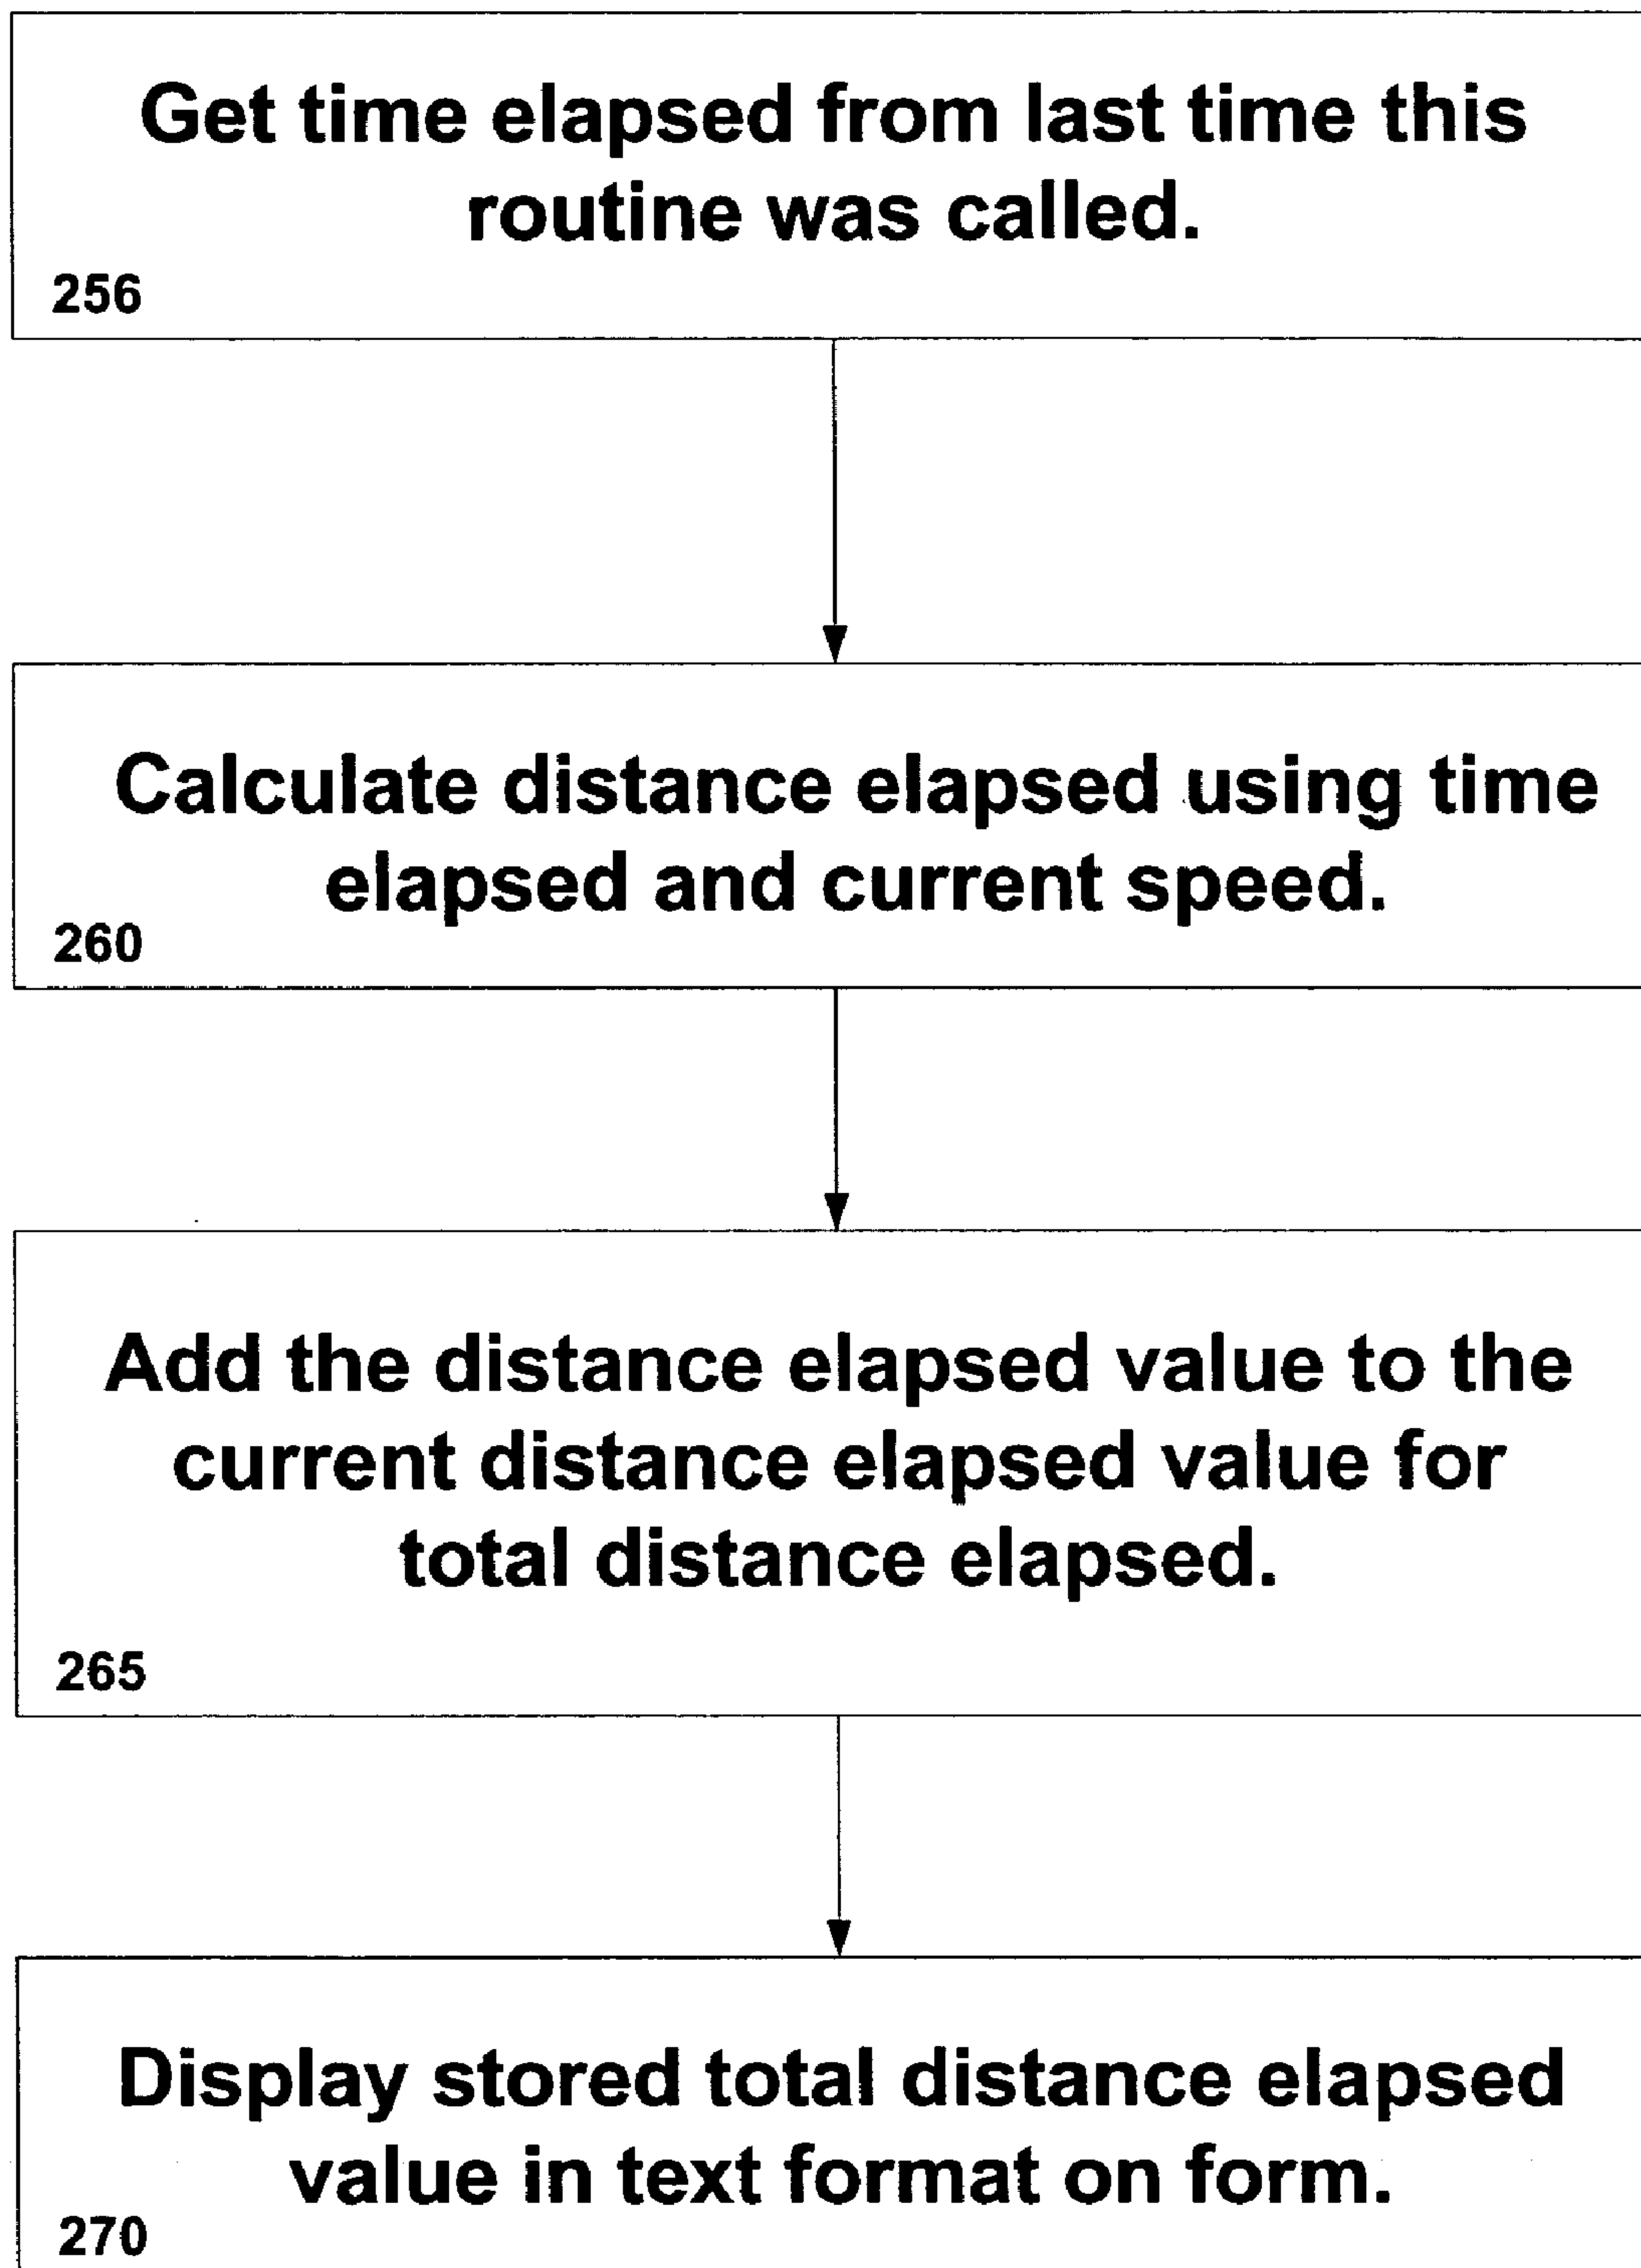 Get time elapsed from last time this
routine was called.
256
Calculate distance elapsed using time
elapsed and current speed.
260
Add the distance elapsed value to the
current distance elapsed value for
total distance elapsed.
265
Display stored total distance elapsed
value in text format on form.
270